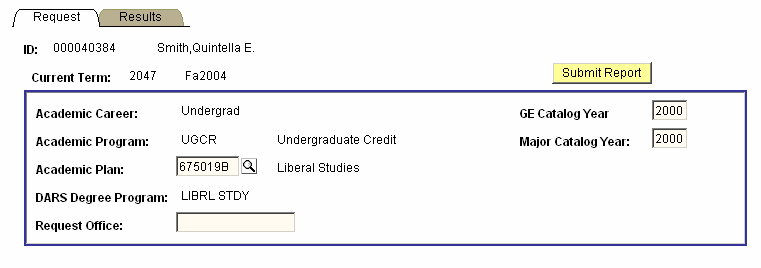 Request Results
ID: 000040384 Smith,Quintella E.
Current Term: 2047 Fa2004 Submit Report
Academic Career: Undergrad GE Catalog Year 2000
Academic Program: UGCR Undergraduate Credit Major Catalog Year: 2000
Academic Plan: 675019B Liberal Studies
DARS Degree Program: LIBRL STDY
Request Office: